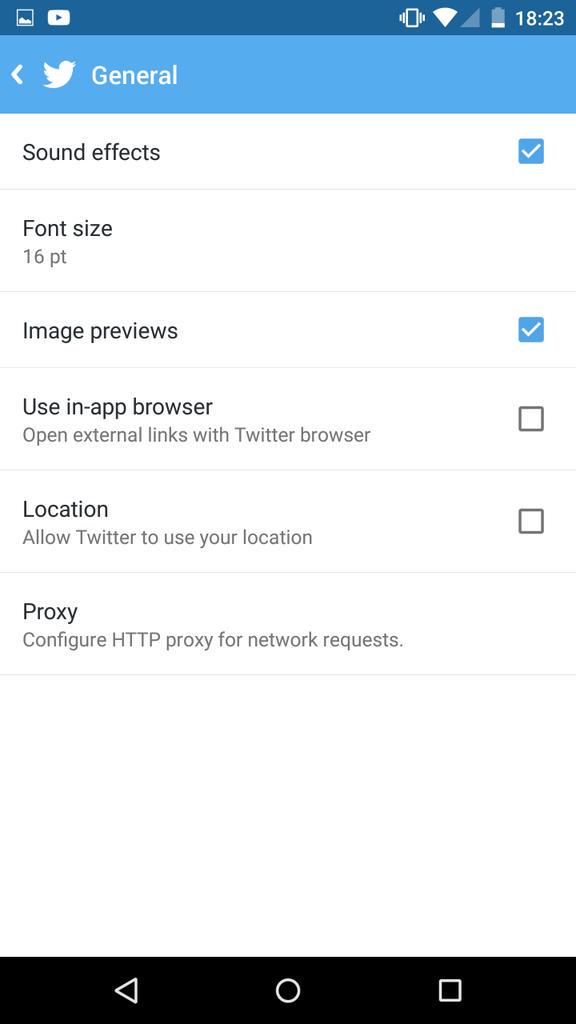 18:23
General
Sound effects
Font size
16 pt
Image previews
Use in-app browser
Open external links with Twitter browser
Location
Allow Twitter to use your location
Proxy
Configure HTTP proxy for network requests.